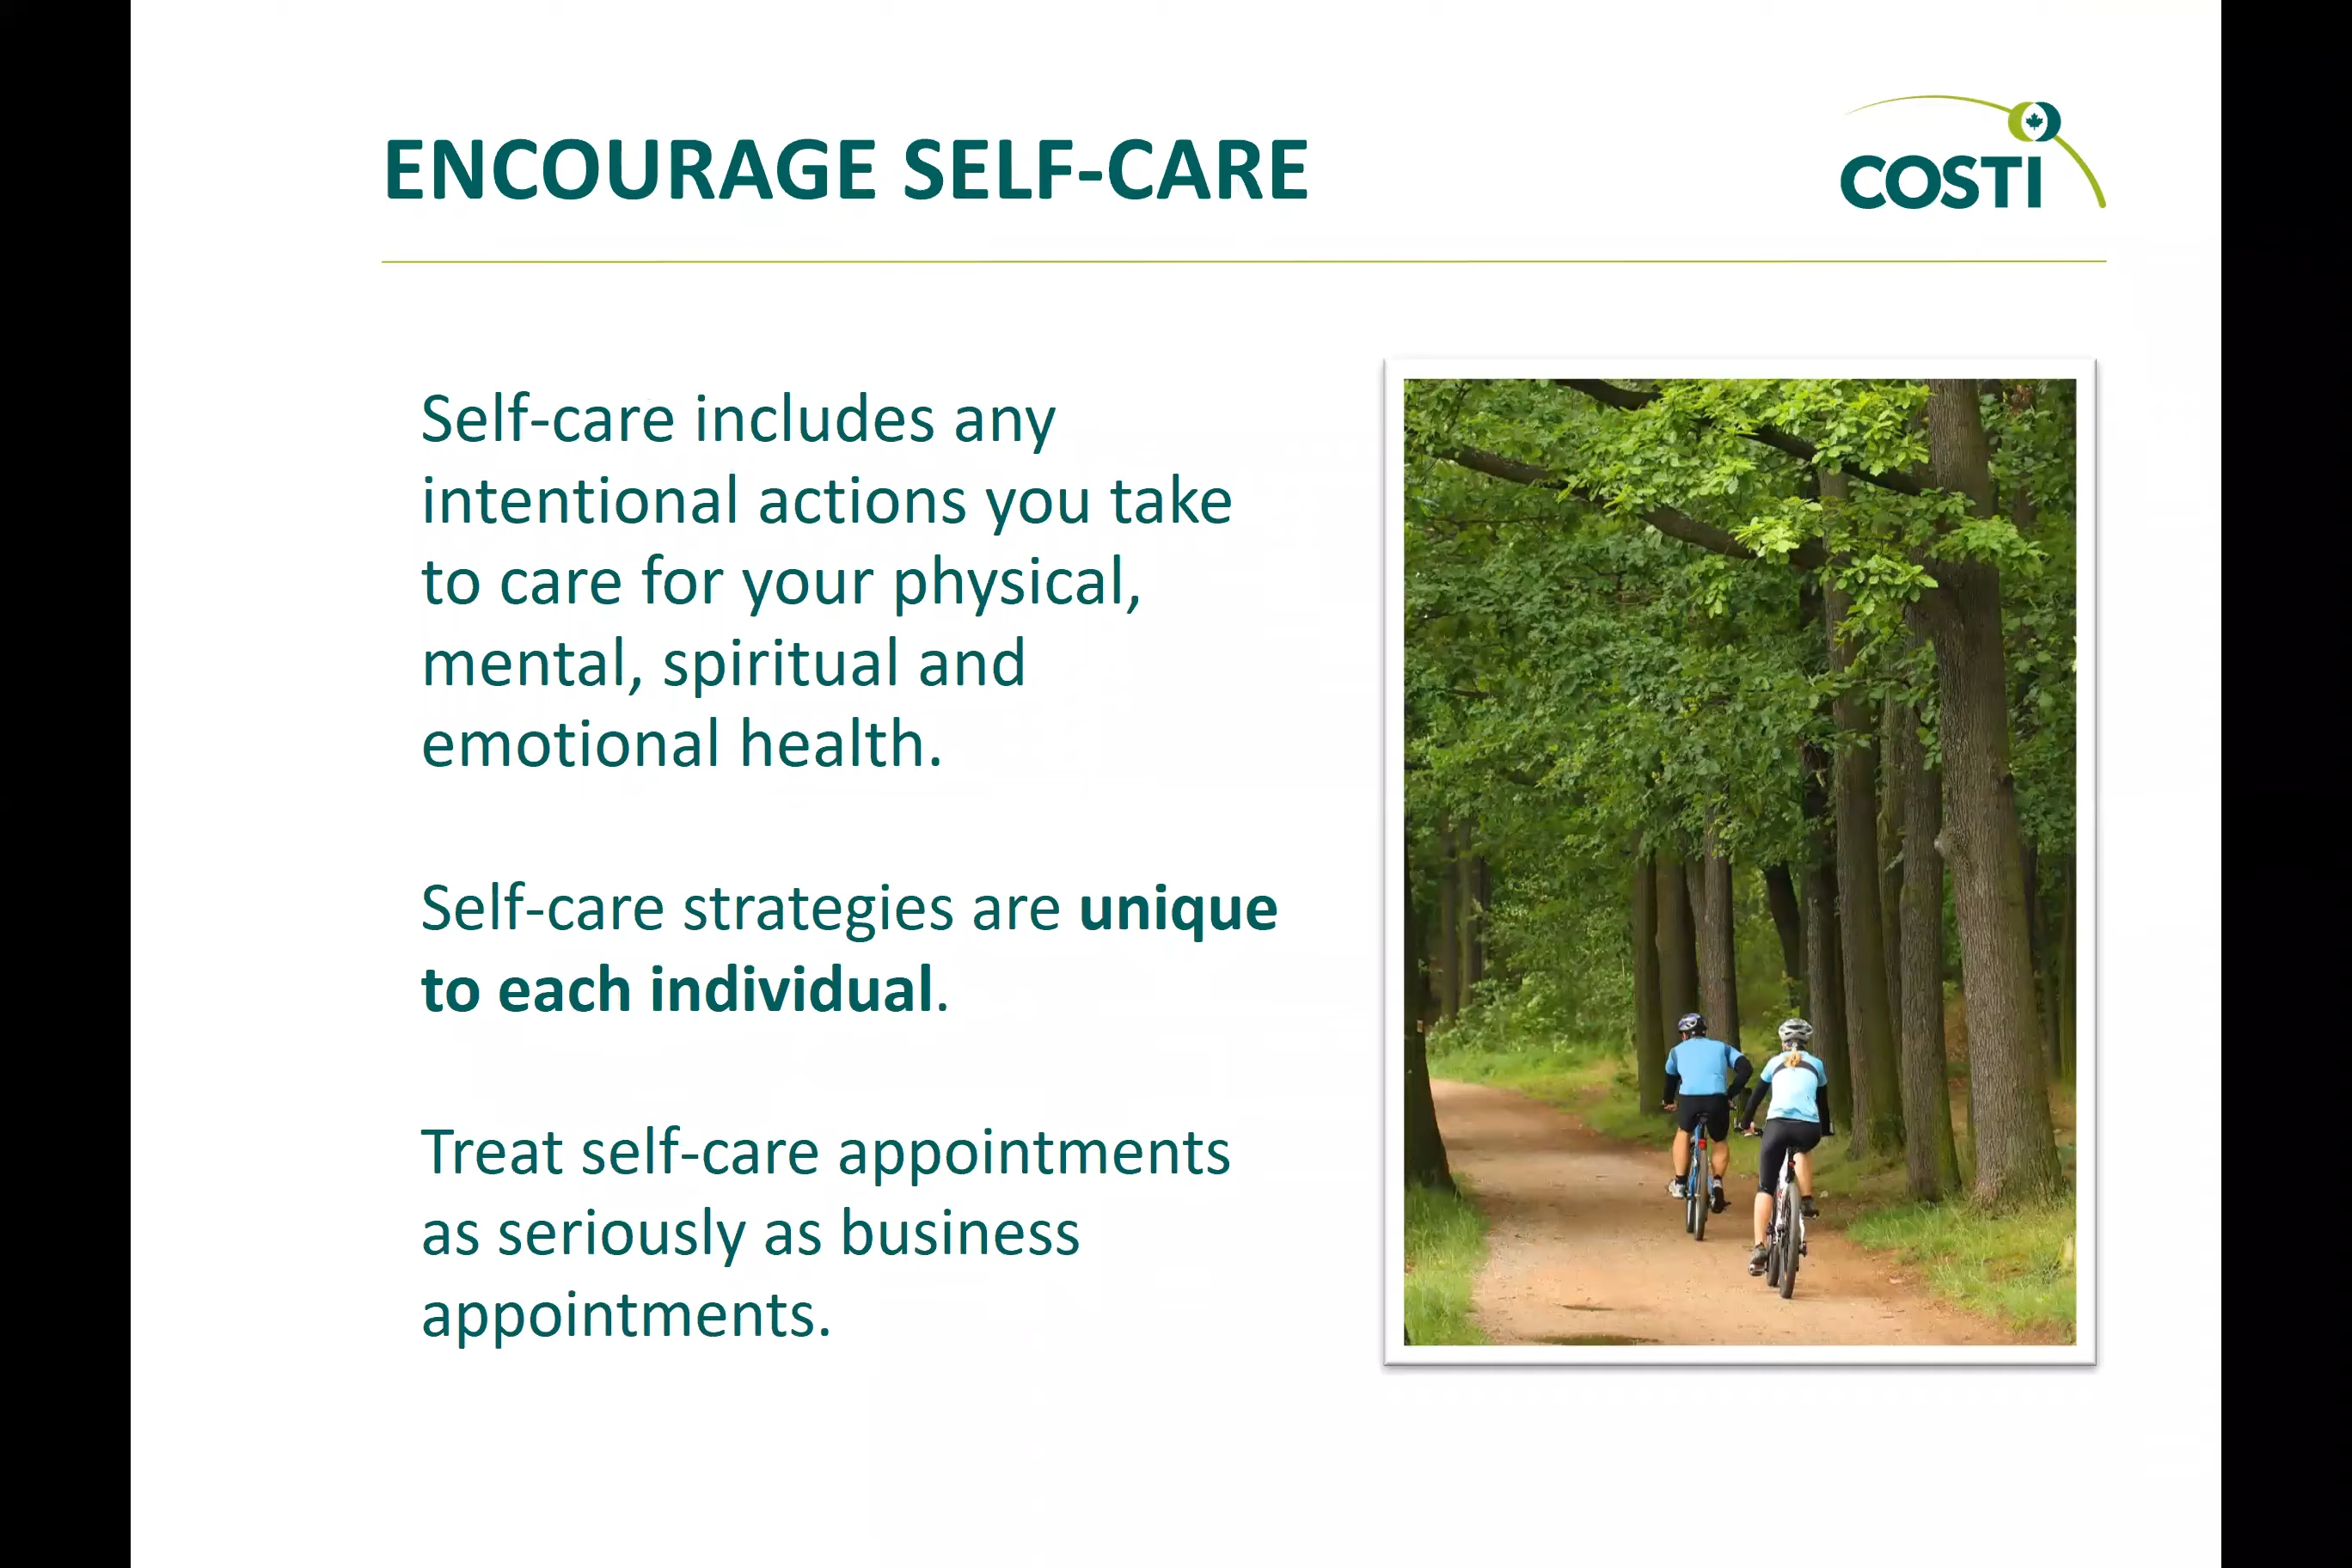 ENCOURAGE SELF-CARE
COSTI
Self-care includes any
intentional actions you take
to care for your physical,
mental, spiritual and
emotional health.
Self-care strategies are unique
to each individual.
Treat self-care appointments
as seriously as business
appointments.